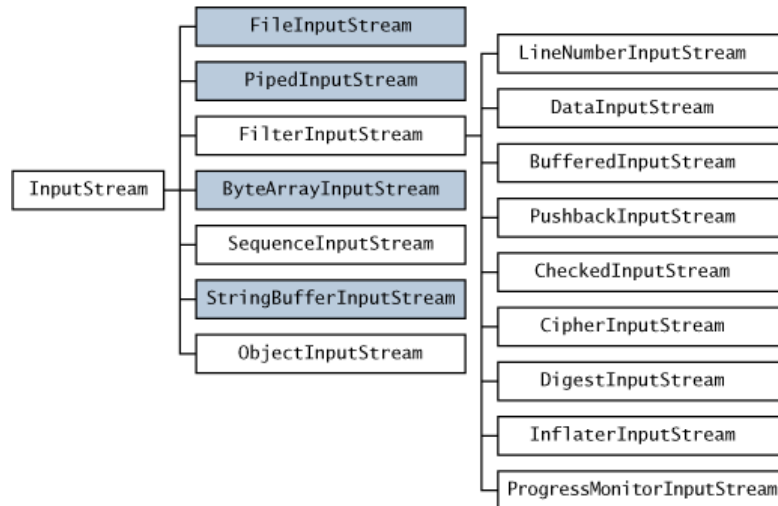 InputStream
FileInputStream
PipedInputStream
FilterInputStream
ByteArrayInputStream
SequenceInputStream
StringBufferInputStream
ObjectInputStream
LineNumberInputStream
DataInputStream
BufferedInputStream
PushbackInputStream
CheckedInputStream
CipherInputStream
DigestInputStream
InflaterInputStream
ProgressMonitorInputStream